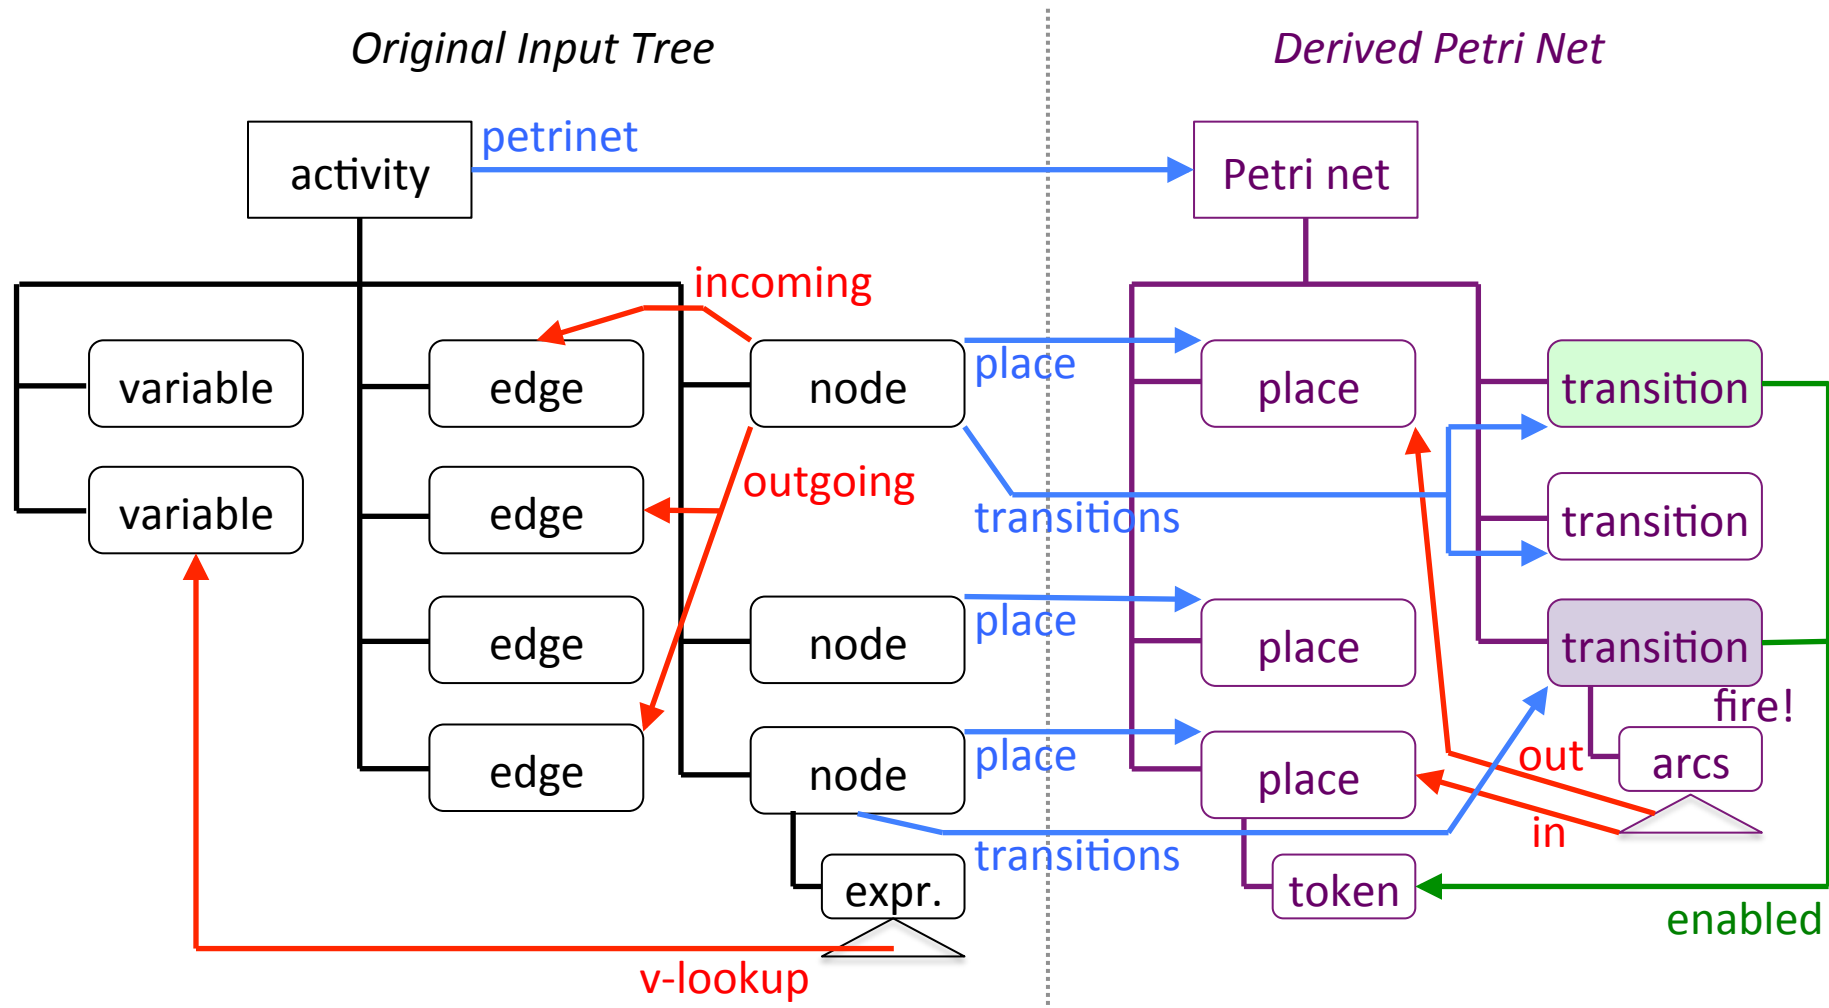 Original Input Tree
Derived Petri Net
activity
petrinet
Petri net
incoming
variable
edge
node
place
place
transition
variable
edge
outgoing
transitions
transition
edge
node
place
place
transition
fire!
edge
node
place
place
out
arcs
in
transitions
expr.
token
enabled
v-lookup